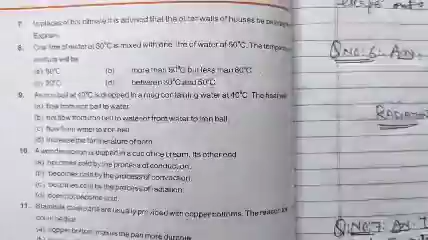 7. In places of hot climate it is advised that the outer walls of houses be painted
Explain.
8. One litre of water at 30°C is mixed with one litre of water at 50°C. The temperature
mixture will be
(a) 80°C (b) more than 50°C but less than 80°C
(c) 20°C (d) between 30°C and 50°C
9. An iron ball at 40°C is dropped in a mug containing water at 40°C. The heat will
(a) flow from iron ball to water.
(b) not flow from iron ball to water or from water to iron ball.
(c) flow from water to iron ball.
(d) increase the temperature of both.
10. A wooden spoon is dipped in a cup of ice cream. Its other end
(a) becomes cold by the process of conduction.
(b) becomes cold by the process of convection.
(c) becomes cold by the process of radiation.
(d) does not become cold.
11. Stainless steel pans are usually provided with copper bottoms. The reason for
could be that
(a) copper bottom makes the pan more durable.
Q.No.6. An.
Q.No.7. An.